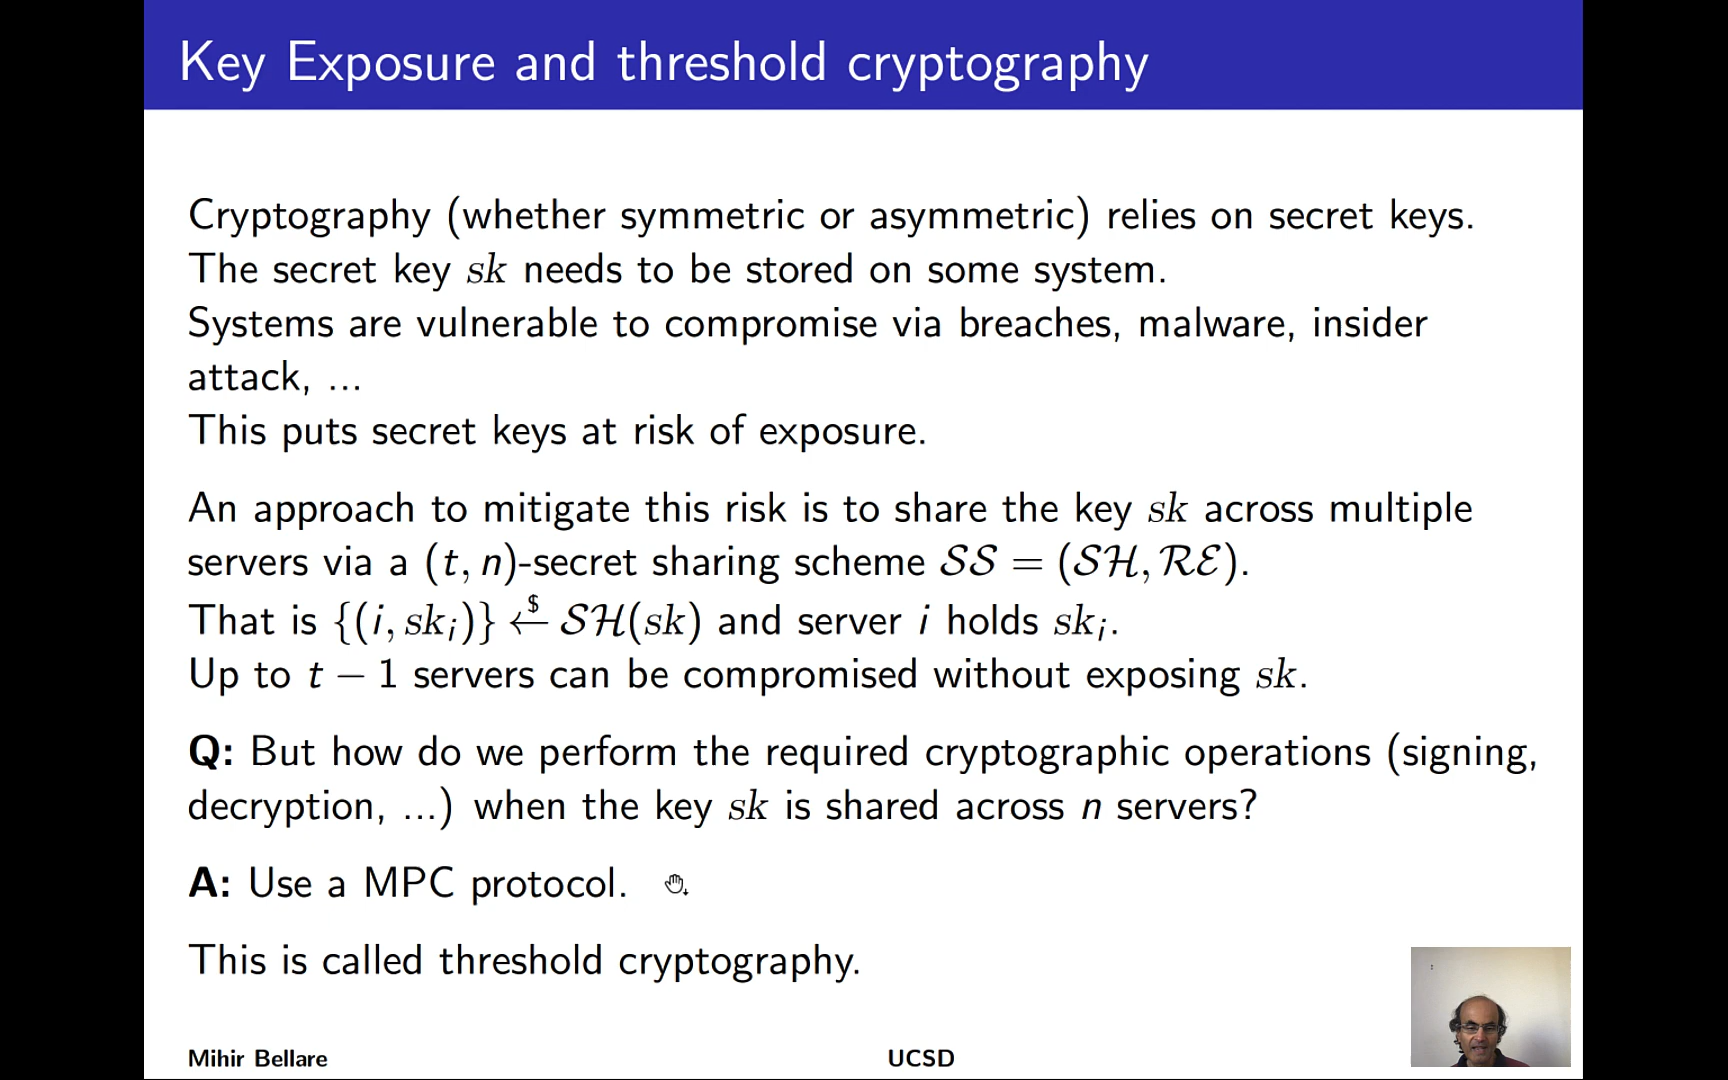 Key Exposure and threshold cryptography
Cryptography (whether symmetric or asymmetric) relies on secret keys.
The secret key sk needs to be stored on some system.
Systems are vulnerable to compromise via breaches, malware, insider
attack, ...
This puts secret keys at risk of exposure.
An approach to mitigate this risk is to share the key sk across multiple
servers via a (t, n)-secret sharing scheme 𝒮𝒮 = (𝒮ℋ, ℛℰ).
That is {(i, skᵢ)} ←$ 𝒮ℋ(sk) and server i holds skᵢ.
Up to t − 1 servers can be compromised without exposing sk.
Q: But how do we perform the required cryptographic operations (signing,
decryption, ...) when the key sk is shared across n servers?
A: Use a MPC protocol.
This is called threshold cryptography.
Mihir Bellare UCSD